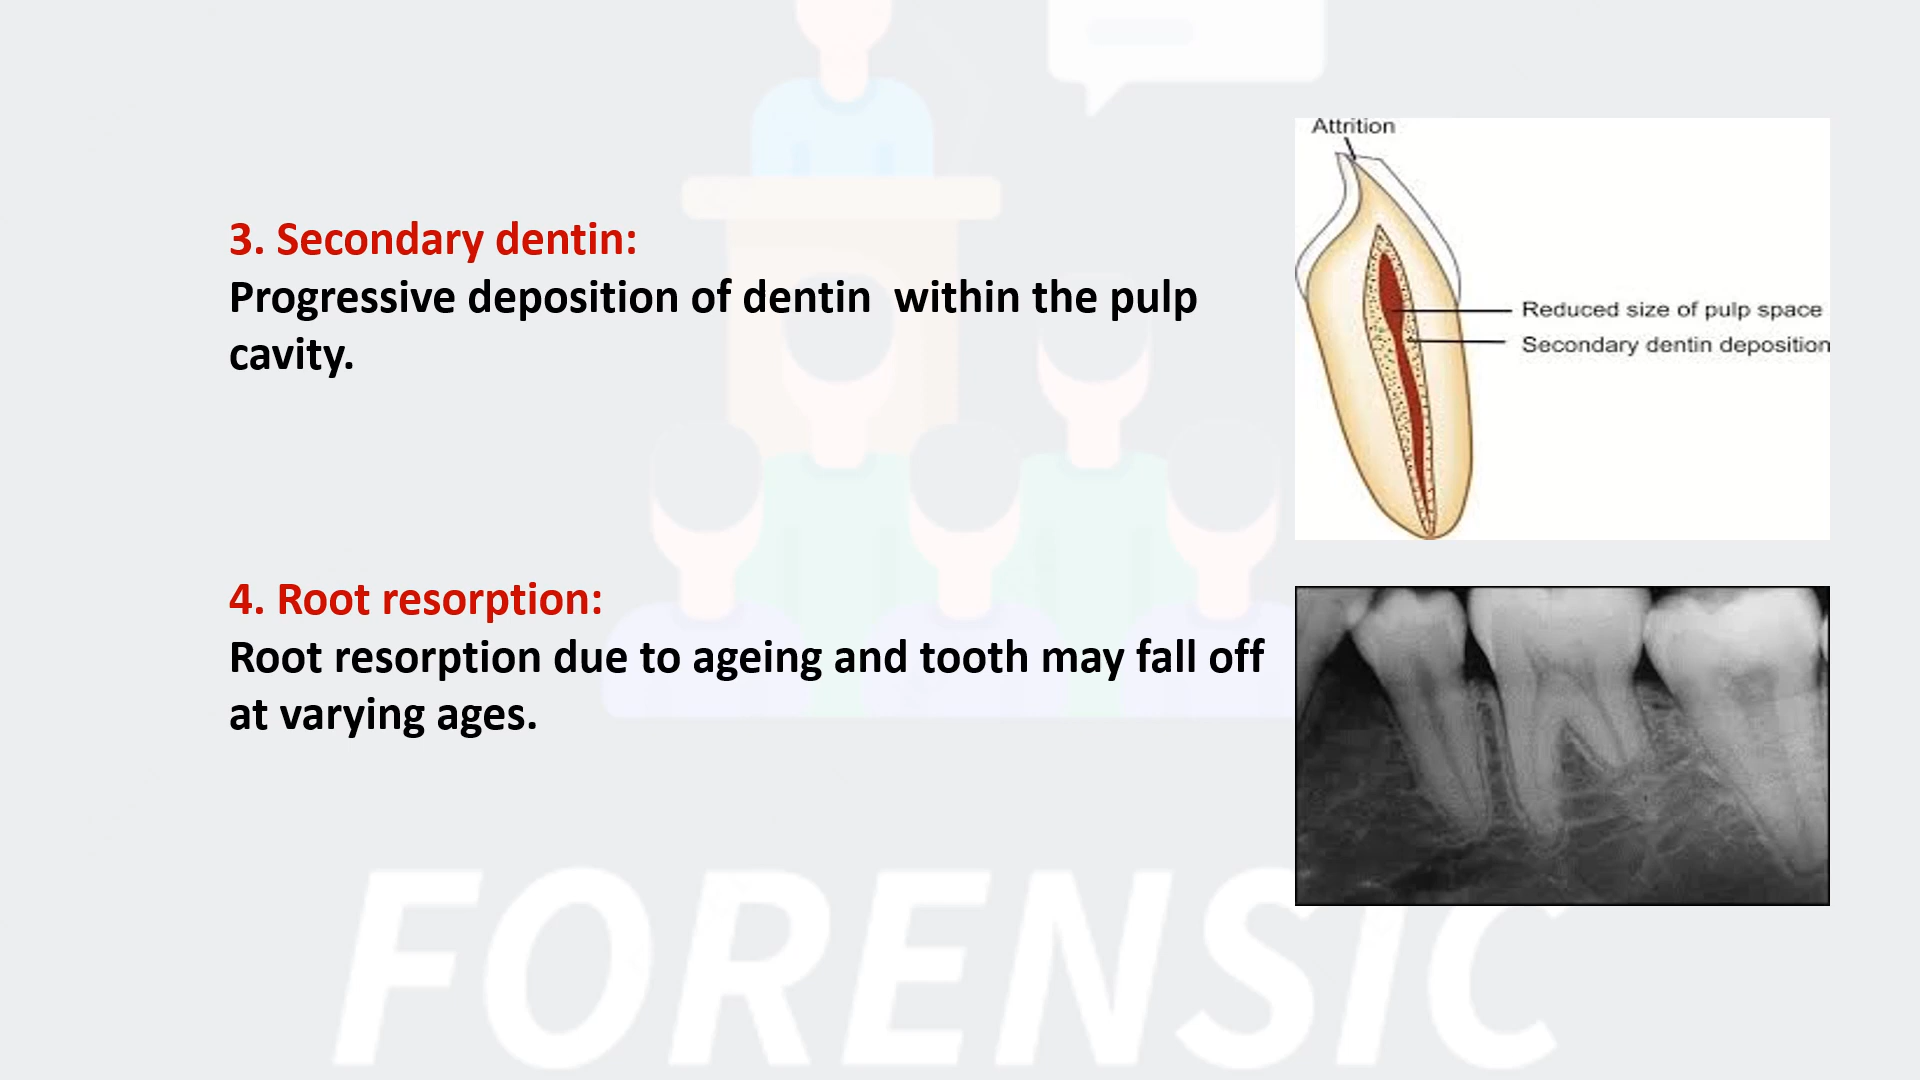 3. Secondary dentin:
Progressive deposition of dentin  within the pulp
cavity.
4. Root resorption:
Root resorption due to ageing and tooth may fall off
at varying ages.
Attrition
Reduced size of pulp space
Secondary dentin deposition
FORENSIC